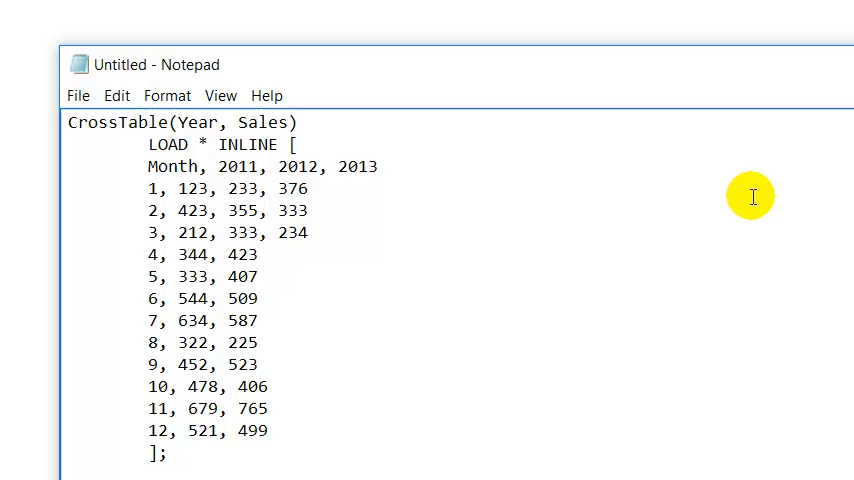 Untitled - Notepad
File Edit Format View Help
CrossTable(Year, Sales)
LOAD * INLINE [
Month, 2011, 2012, 2013
1, 123, 233, 376
2, 423, 355, 333
3, 212, 333, 234
4, 344, 423
5, 333, 407
6, 544, 509
7, 634, 587
8, 322, 225
9, 452, 523
10, 478, 406
11, 679, 765
12, 521, 499
];